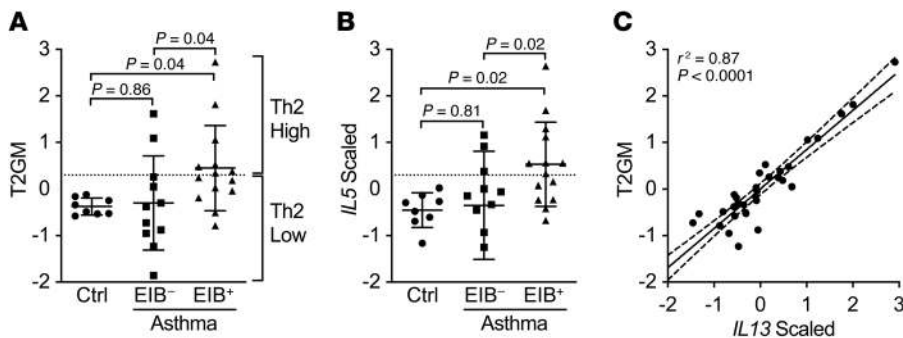 A
P = 0.04
P = 0.04
P = 0.86
T2GM
3
2
1
0
-1
-2
Th2
High
Th2
Low
Ctrl
EIB−
EIB+
Asthma
B
P = 0.02
P = 0.02
P = 0.81
IL5 Scaled
3
2
1
0
-1
-2
Ctrl
EIB−
EIB+
Asthma
C
r² = 0.87
P < 0.0001
T2GM
3
2
1
0
-1
-2
-2
-1
0
1
2
3
IL13 Scaled